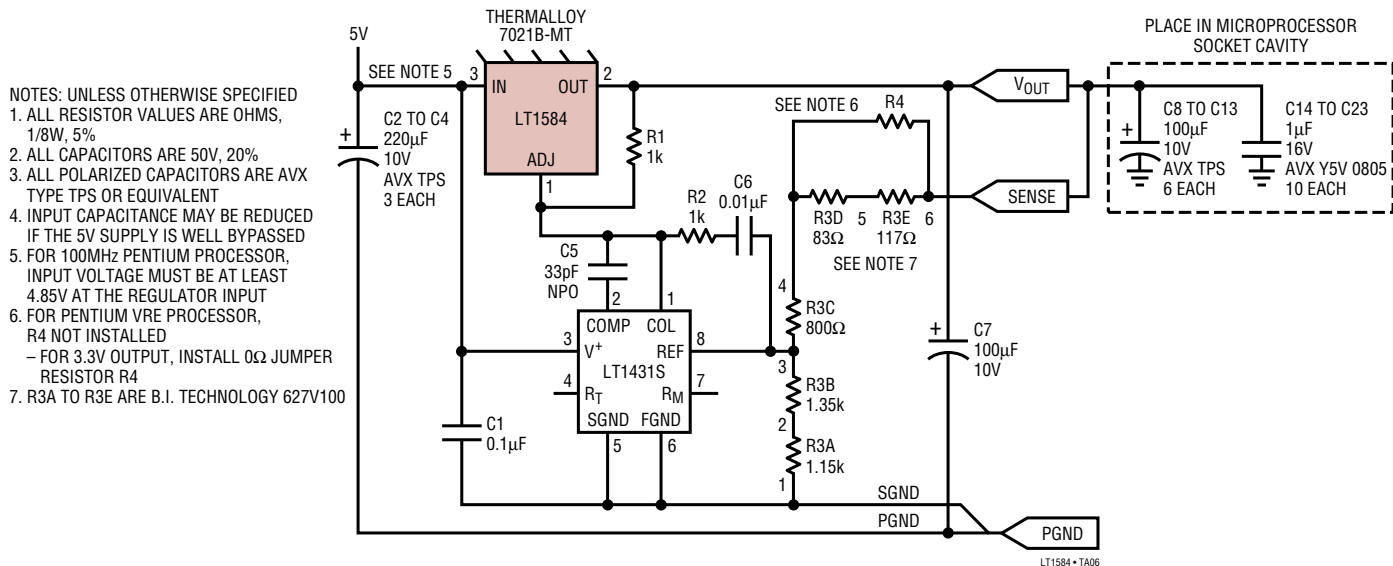 THERMALLOY
7021B-MT
5V
SEE NOTE 5
3
IN
OUT
2
LT1584
ADJ
1
NOTES: UNLESS OTHERWISE SPECIFIED
1. ALL RESISTOR VALUES ARE OHMS,
1/8W, 5%
2. ALL CAPACITORS ARE 50V, 20%
3. ALL POLARIZED CAPACITORS ARE AVX
TYPE TPS OR EQUIVALENT
4. INPUT CAPACITANCE MAY BE REDUCED
IF THE 5V SUPPLY IS WELL BYPASSED
5. FOR 100MHz PENTIUM PROCESSOR,
INPUT VOLTAGE MUST BE AT LEAST
4.85V AT THE REGULATOR INPUT
6. FOR PENTIUM VRE PROCESSOR,
R4 NOT INSTALLED
– FOR 3.3V OUTPUT, INSTALL 0Ω JUMPER
RESISTOR R4
7. R3A TO R3E ARE B.I. TECHNOLOGY 627V100
+
C2 TO C4
220µF
10V
AVX TPS
3 EACH
R1
1k
R2
1k
C6
0.01µF
C5
33pF
NPO
SEE NOTE 6
R4
R3D
83Ω
5
R3E
117Ω
6
SEE NOTE 7
4
R3C
800Ω
3
R3B
1.35k
2
R3A
1.15k
1
2
1
COMP
COL
3
V+
REF
8
LT1431S
4
RT
RM
7
SGND
FGND
5
6
C1
0.1µF
VOUT
SENSE
+
C7
100µF
10V
SGND
PGND
PGND
PLACE IN MICROPROCESSOR
SOCKET CAVITY
+
C8 TO C13
100µF
10V
AVX TPS
6 EACH
C14 TO C23
1µF
16V
AVX Y5V 0805
10 EACH
LT1584 • TA06